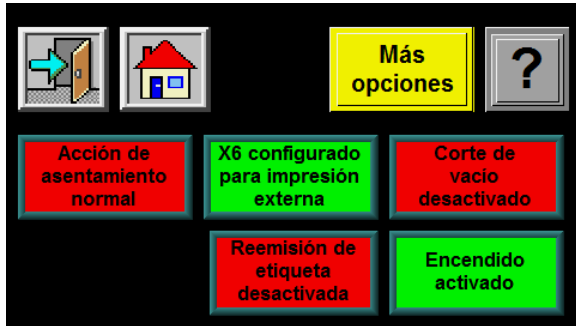 Más
opciones
?
Acción de
asentamiento
normal
X6 configurado
para impresión
externa
Corte de
vacio
desactivado
Reemisión de
etiqueta
desactivada
Encendido
activado